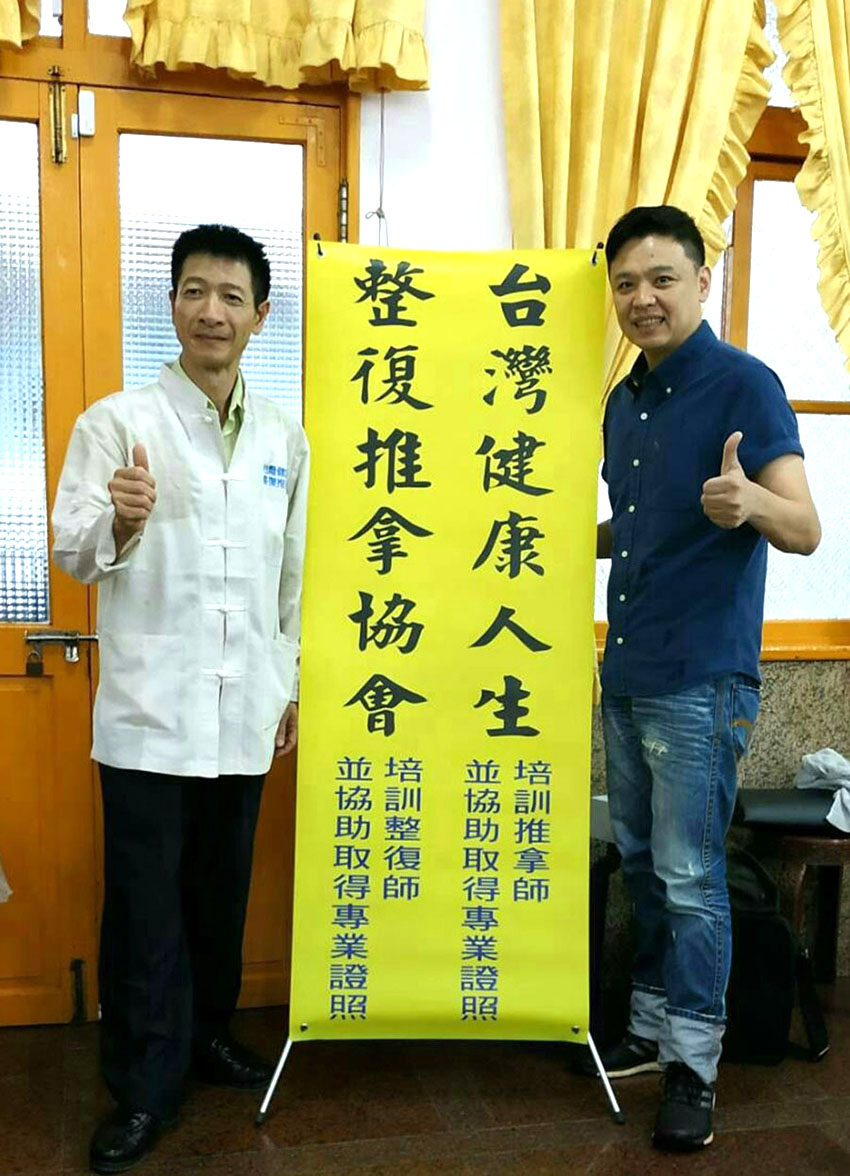 台灣健康人生
整復推拿協會
培訓推拿師
並協助取得專業證照
培訓整復師
並協助取得專業證照